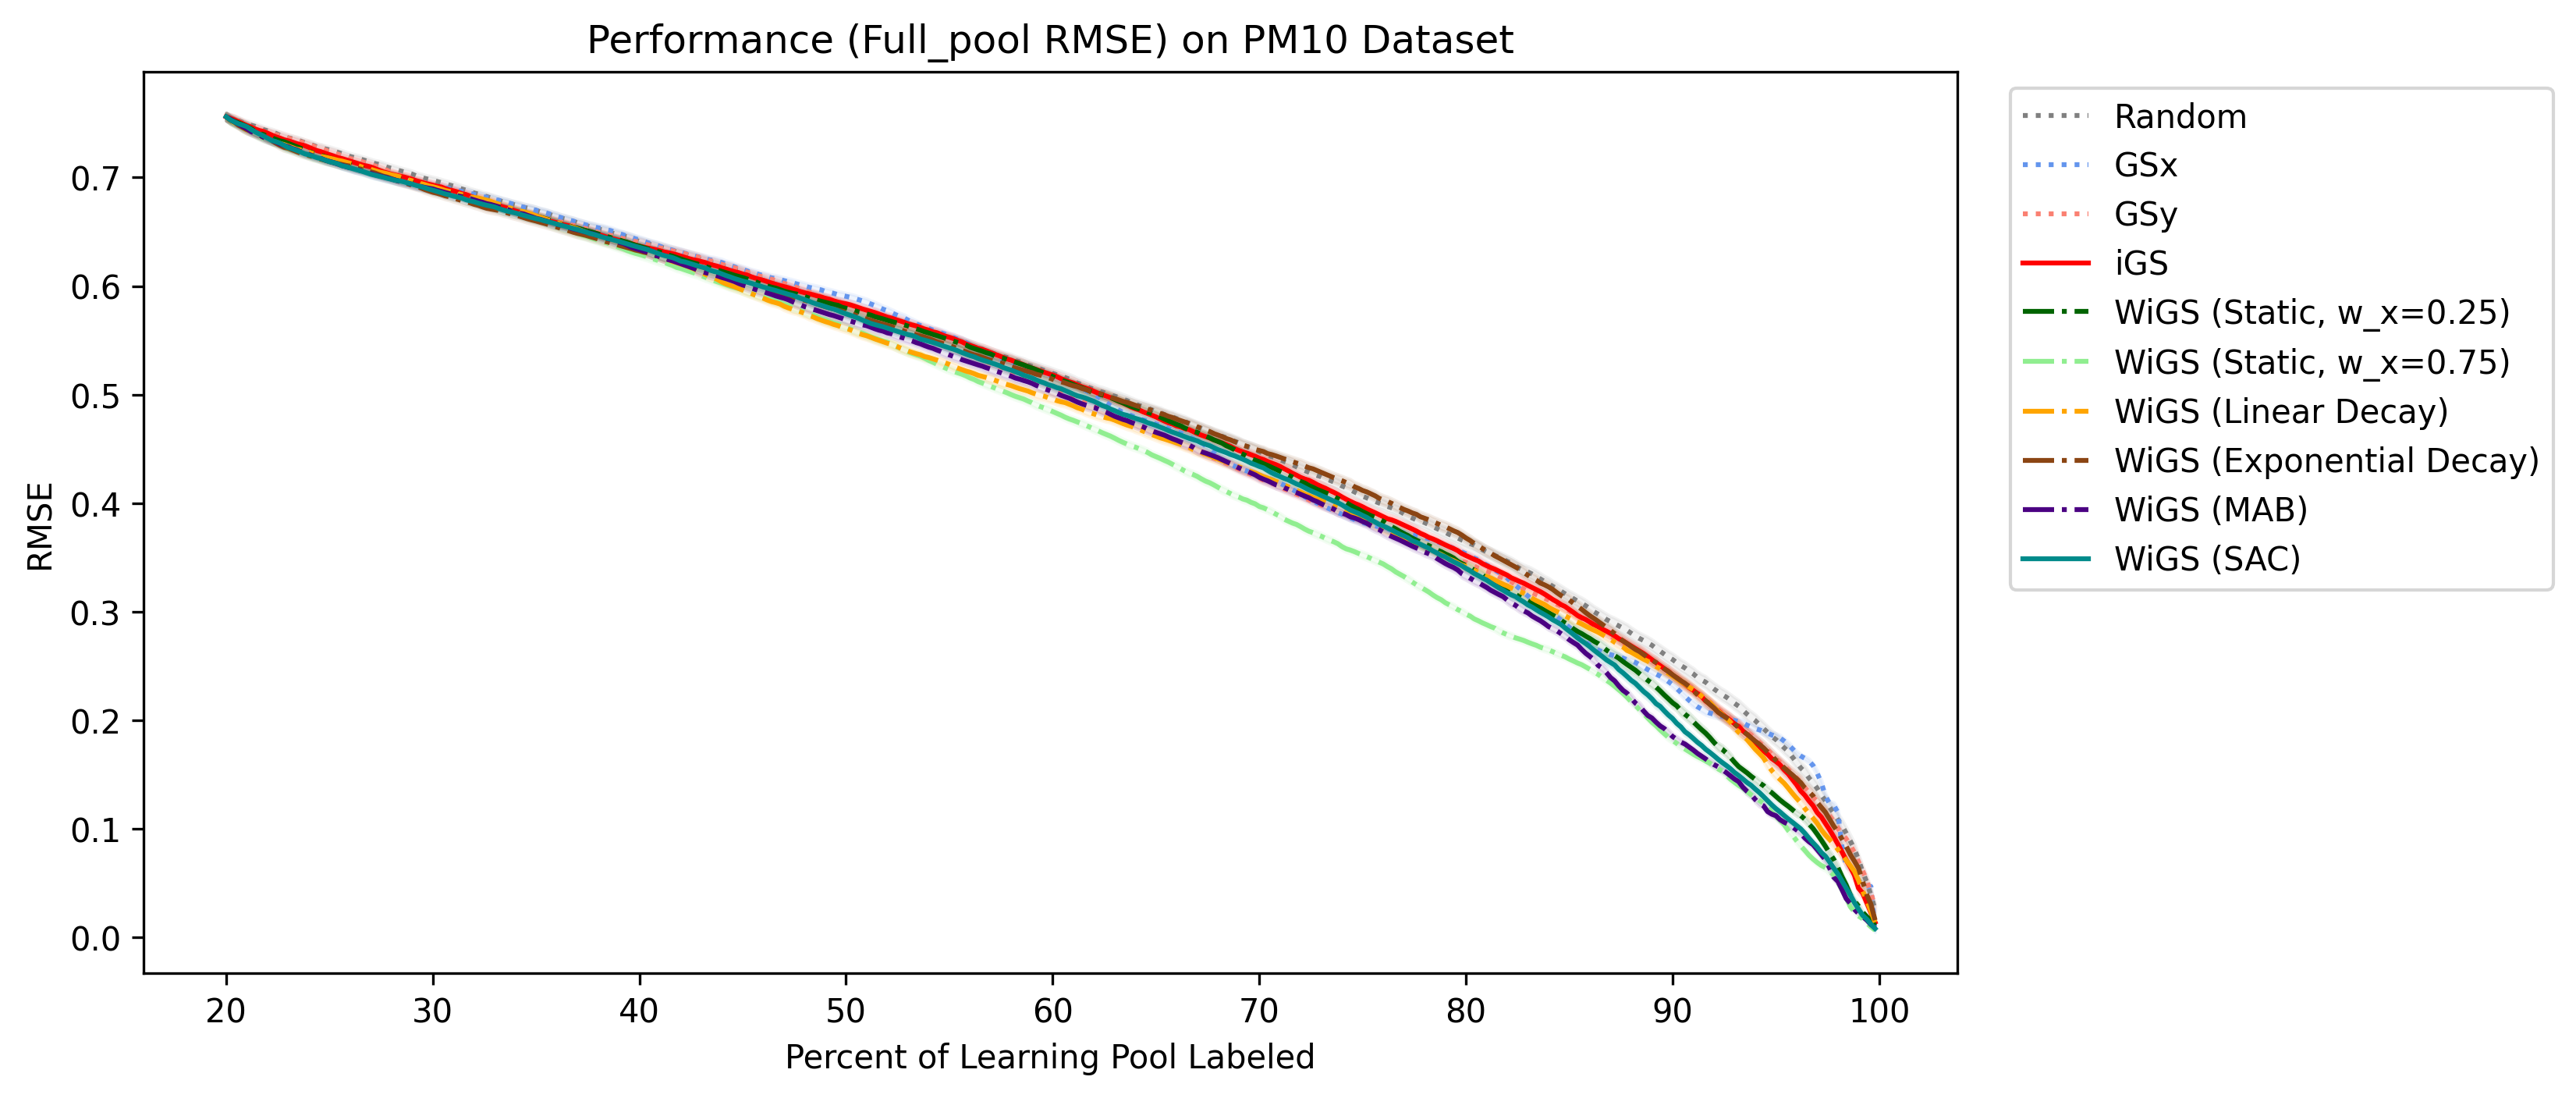 Performance (Full_pool RMSE) on PM10 Dataset
RMSE
0.7
0.6
0.5
0.4
0.3
0.2
0.1
0.0
20 30 40 50 60 70 80 90 100
Percent of Learning Pool Labeled
Random
GSx
GSy
iGS
WiGS (Static, w_x=0.25)
WiGS (Static, w_x=0.75)
WiGS (Linear Decay)
WiGS (Exponential Decay)
WiGS (MAB)
WiGS (SAC)